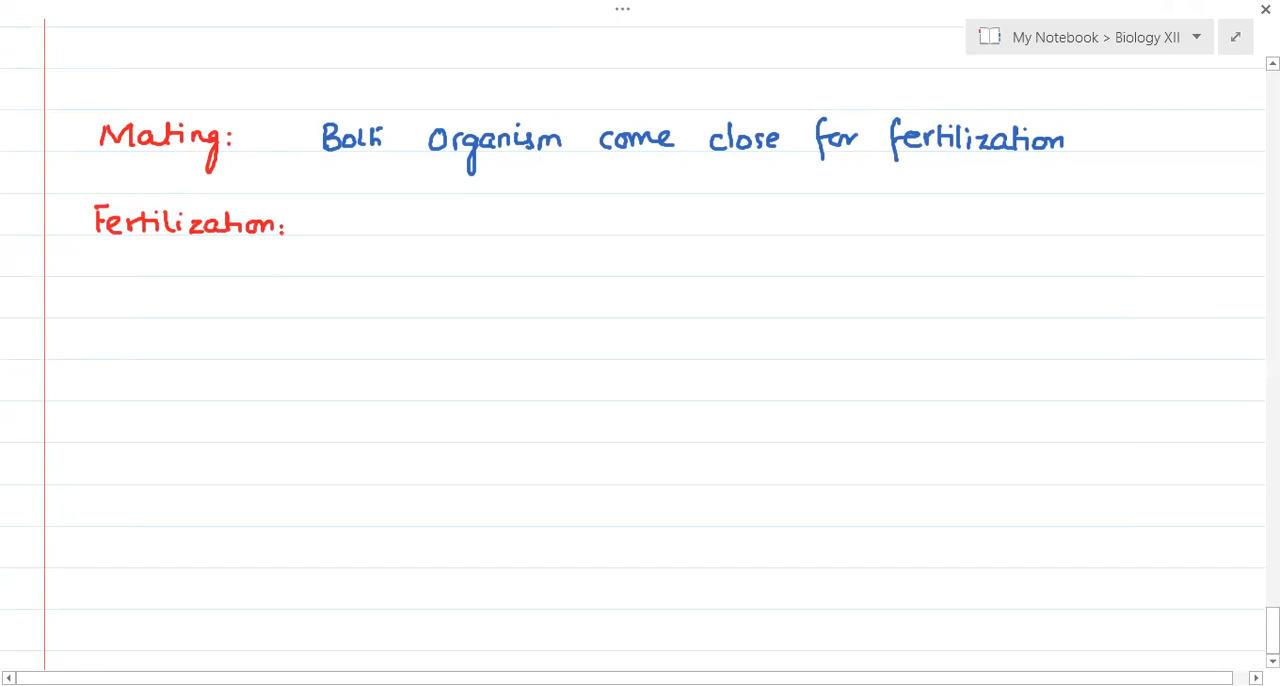 ...
My Notebook > Biology XII
Mating: Both organism come close for fertilization
Fertilization: